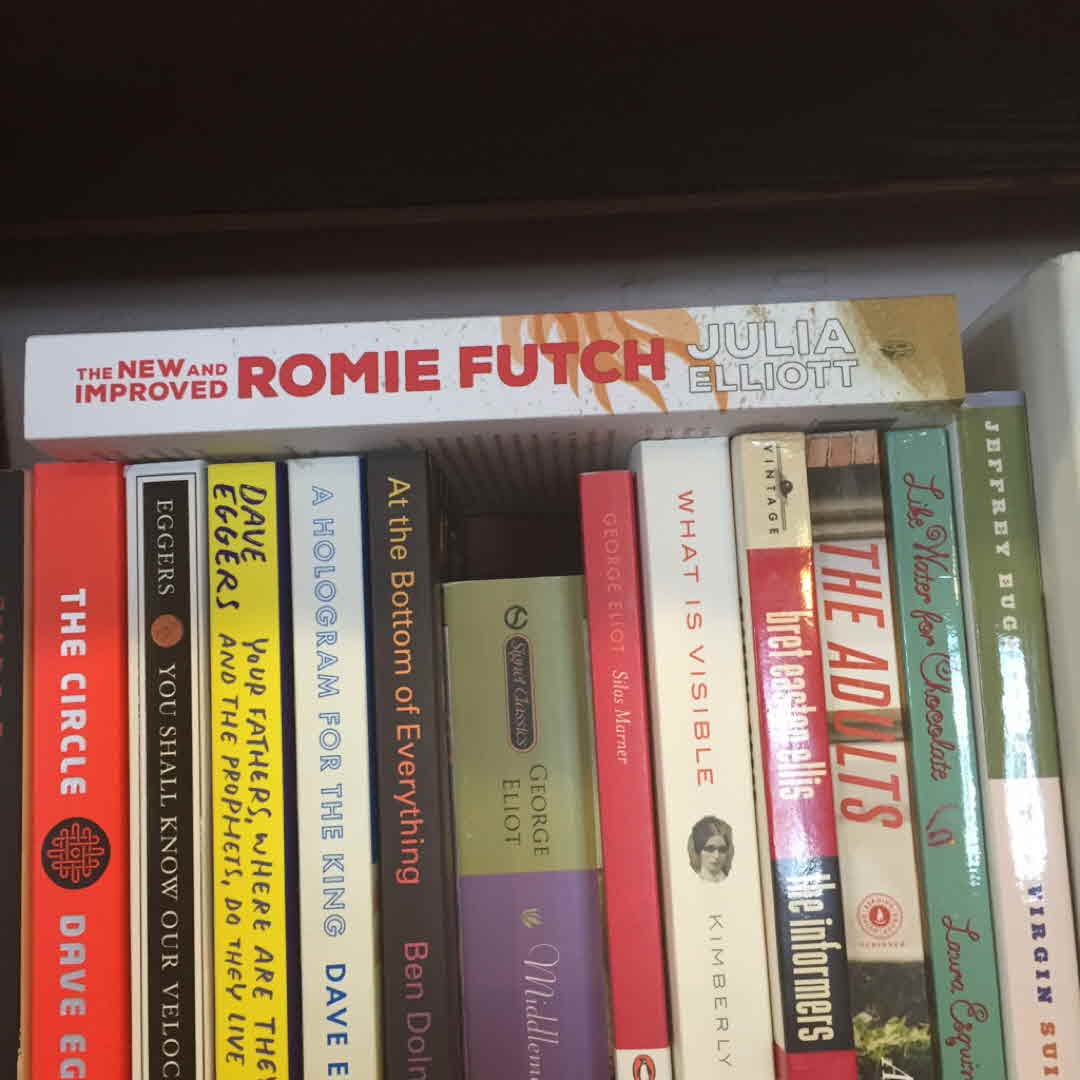 THE NEW AND
IMPROVED
ROMIE FUTCH
JULIA
ELLIOTT
THE CIRCLE
DAVE EG
EGGERS
YOU SHALL KNOW OUR VELOC
DAVE
EGGERS
YOUR FATHERS, WHERE ARE THEY
AND THE PROPHETS, DO THEY LIVE
A HOLOGRAM FOR THE KING
DAVE E
At the Bottom of Everything
Ben Doln
Signet Classics
GEORGE
ELIOT
Middlem
GEORGE ELIOT
Silas Marner
WHAT IS VISIBLE
KIMBERLY
VINTAGE
bret easton ellis
the informers
THE ADULTS
A
Like Water for Chocolate
Laura Esquiv
JEFFREY EUG
VIRGIN SUI